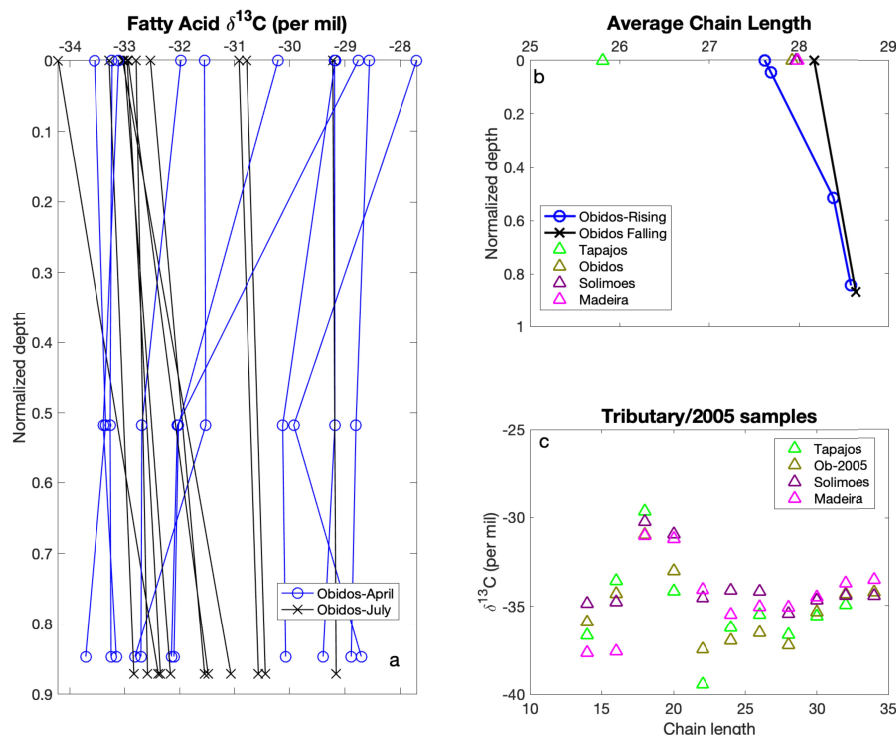 Fatty Acid δ13C (per mil)
-34 -33 -32 -31 -30 -29 -28
0
0.1
0.2
0.3
0.4
0.5
0.6
0.7
0.8
0.9
Normalized depth
Obidos-April
Obidos-July
a
Average Chain Length
25 26 27 28 29
b
0
0.2
0.4
0.6
0.8
1
Normalized depth
Obidos-Rising
Obidos Falling
Tapajos
Obidos
Solimoes
Madeira
Tributary/2005 samples
-25
-30
-35
-40
c
δ13C (per mil)
Tapajos
Ob-2005
Solimoes
Madeira
10 15 20 25 30 35
Chain length